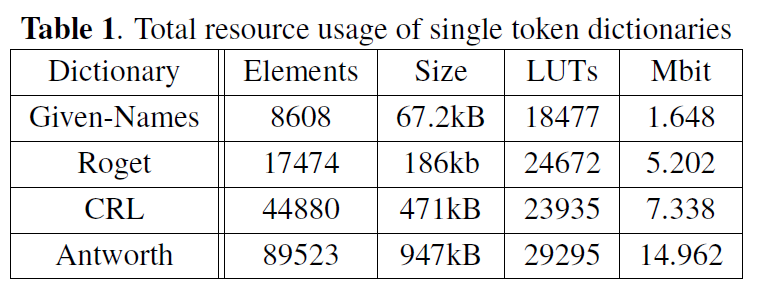 Table 1. Total resource usage of single token dictionaries
Dictionary Elements Size LUTs Mbit
Given-Names 8608 67.2kB 18477 1.648
Roget 17474 186kb 24672 5.202
CRL 44880 471kB 23935 7.338
Antworth 89523 947kB 29295 14.962